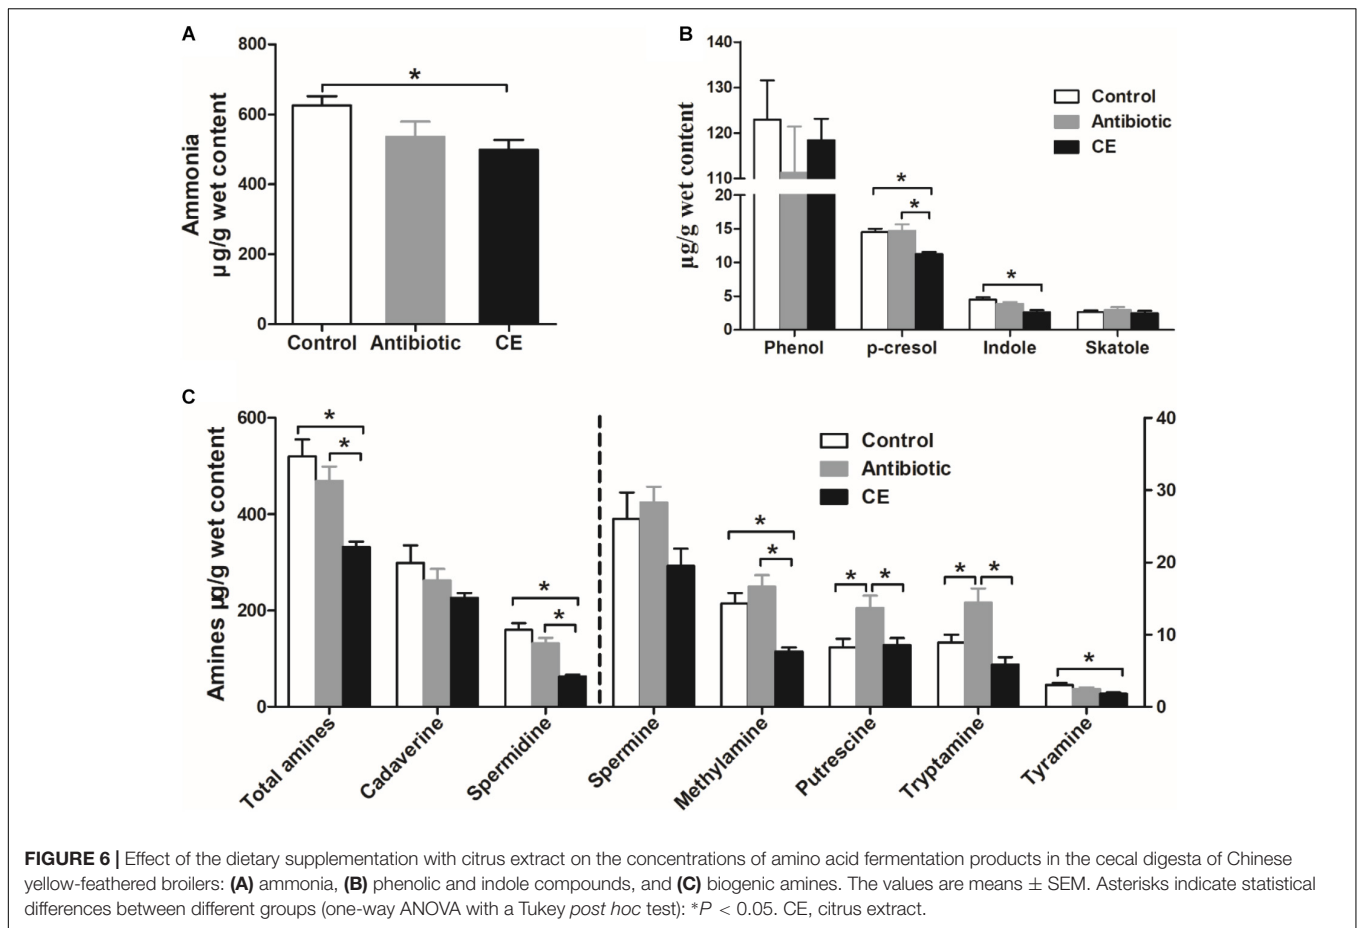 A
800
600
400
200
0
Ammonia
µg/g wet content
*
Control Antibiotic CE
B
140
130
120
110
20
15
10
5
0
µg/g wet content
Control
Antibiotic
CE
*
*
*
Phenol p-cresol Indole Skatole
C
600
400
200
0
Amines µg/g wet content
40
30
20
10
0
Control
Antibiotic
CE
*
*
*
*
*
*
*
*
*
*
*
Total amines
Cadaverine
Spermidine
Spermine
Methylamine
Putrescine
Tryptamine
Tyramine
FIGURE 6 | Effect of the dietary supplementation with citrus extract on the concentrations of amino acid fermentation products in the cecal digesta of Chinese
yellow-feathered broilers: (A) ammonia, (B) phenolic and indole compounds, and (C) biogenic amines. The values are means ± SEM. Asterisks indicate statistical
differences between different groups (one-way ANOVA with a Tukey post hoc test): *P < 0.05. CE, citrus extract.